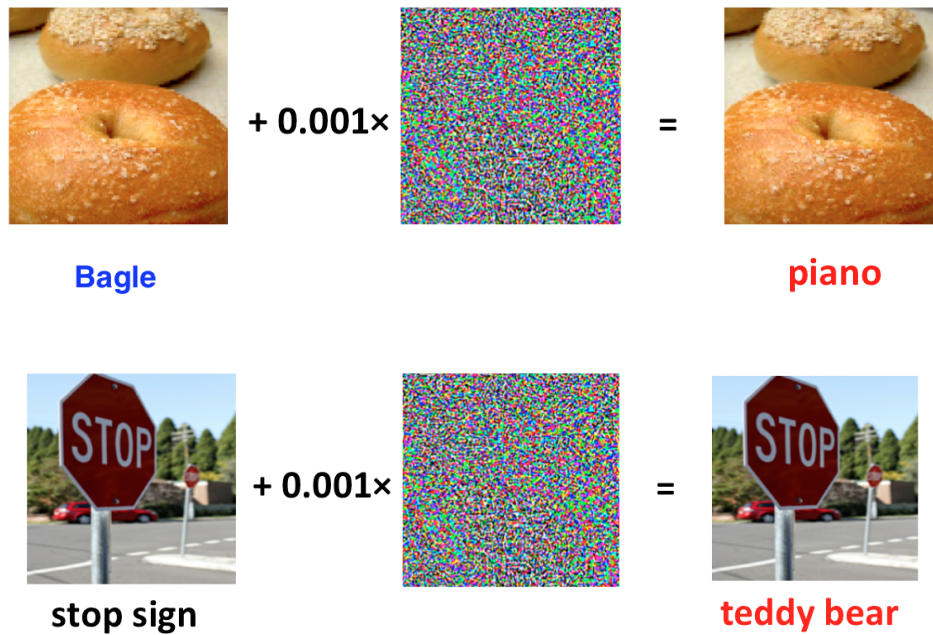 + 0.001× =
Bagle piano
STOP STOP
+ 0.001× =
stop sign teddy bear